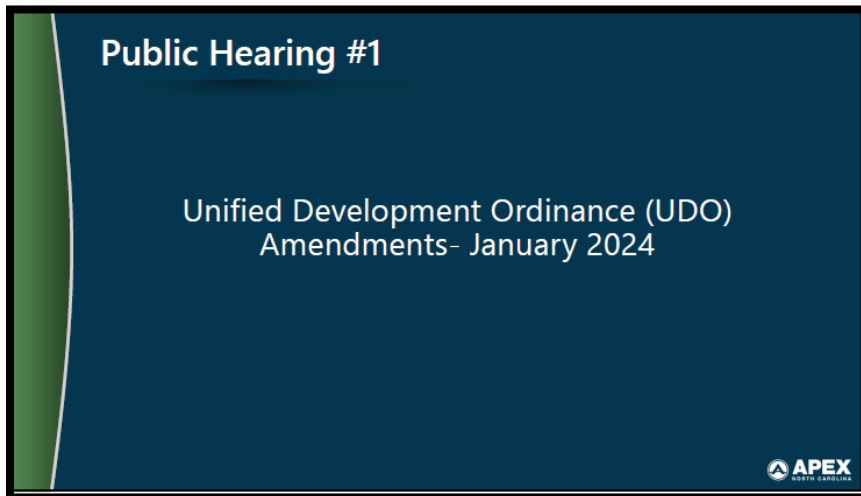 Public Hearing #1
Unified Development Ordinance (UDO)
Amendments- January 2024
APEX
NORTH CAROLINA